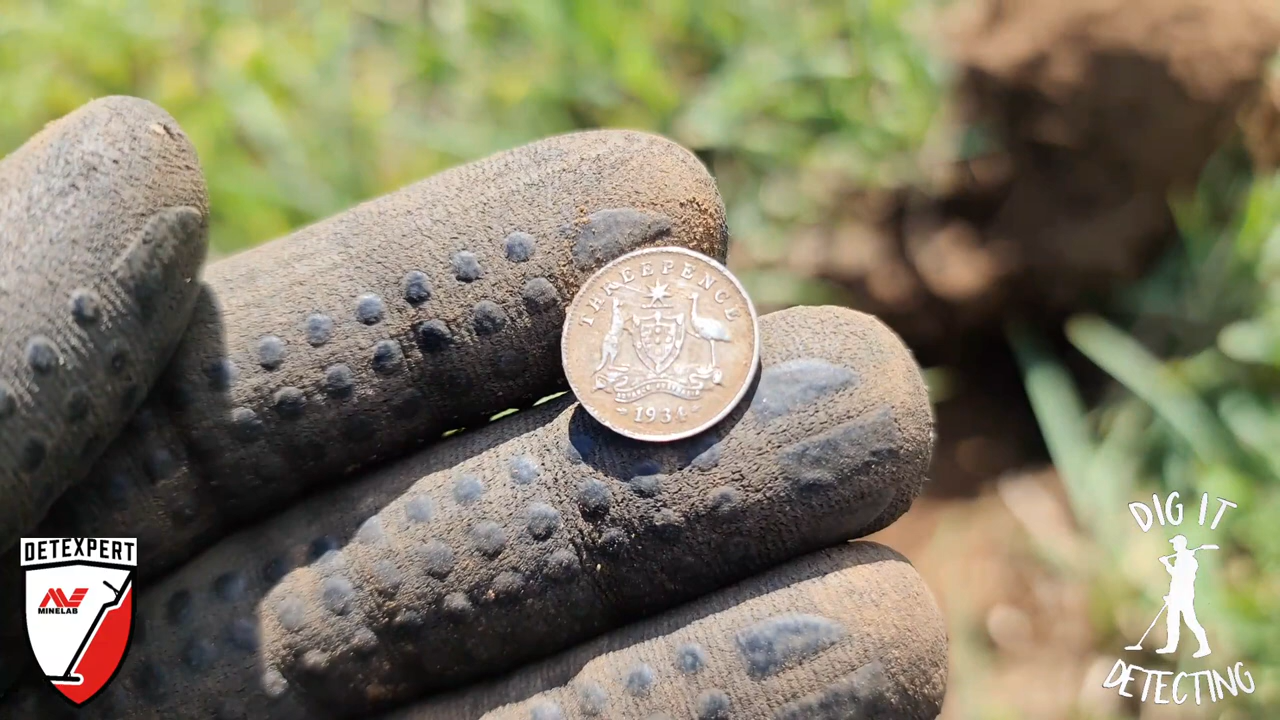 THREEPENCE
1934
DETEXPERT
MINELAB
DIG IT
DETECTING